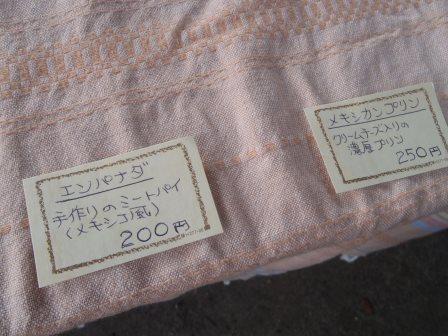 エンパナダ
手作りのミートパイ
(メキシコ風)
200円
メキシカンプリン
クリームチーズ入りの
濃厚プリン
250円